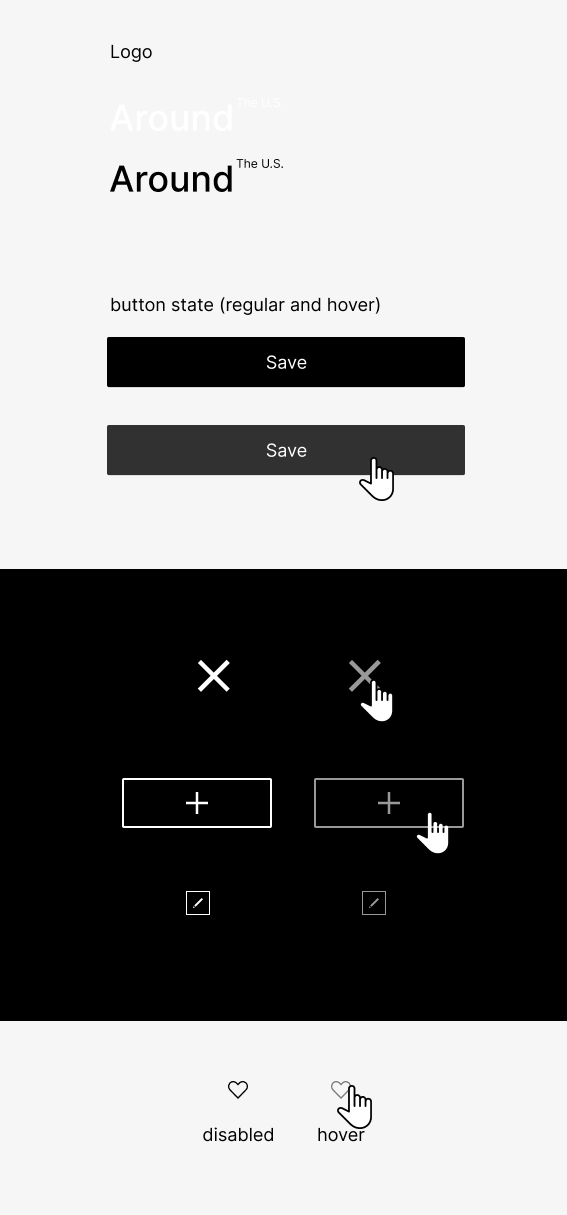 Logo
Around The U.S.
Around The U.S.
button state (regular and hover)
Save
Save
disabled
hover